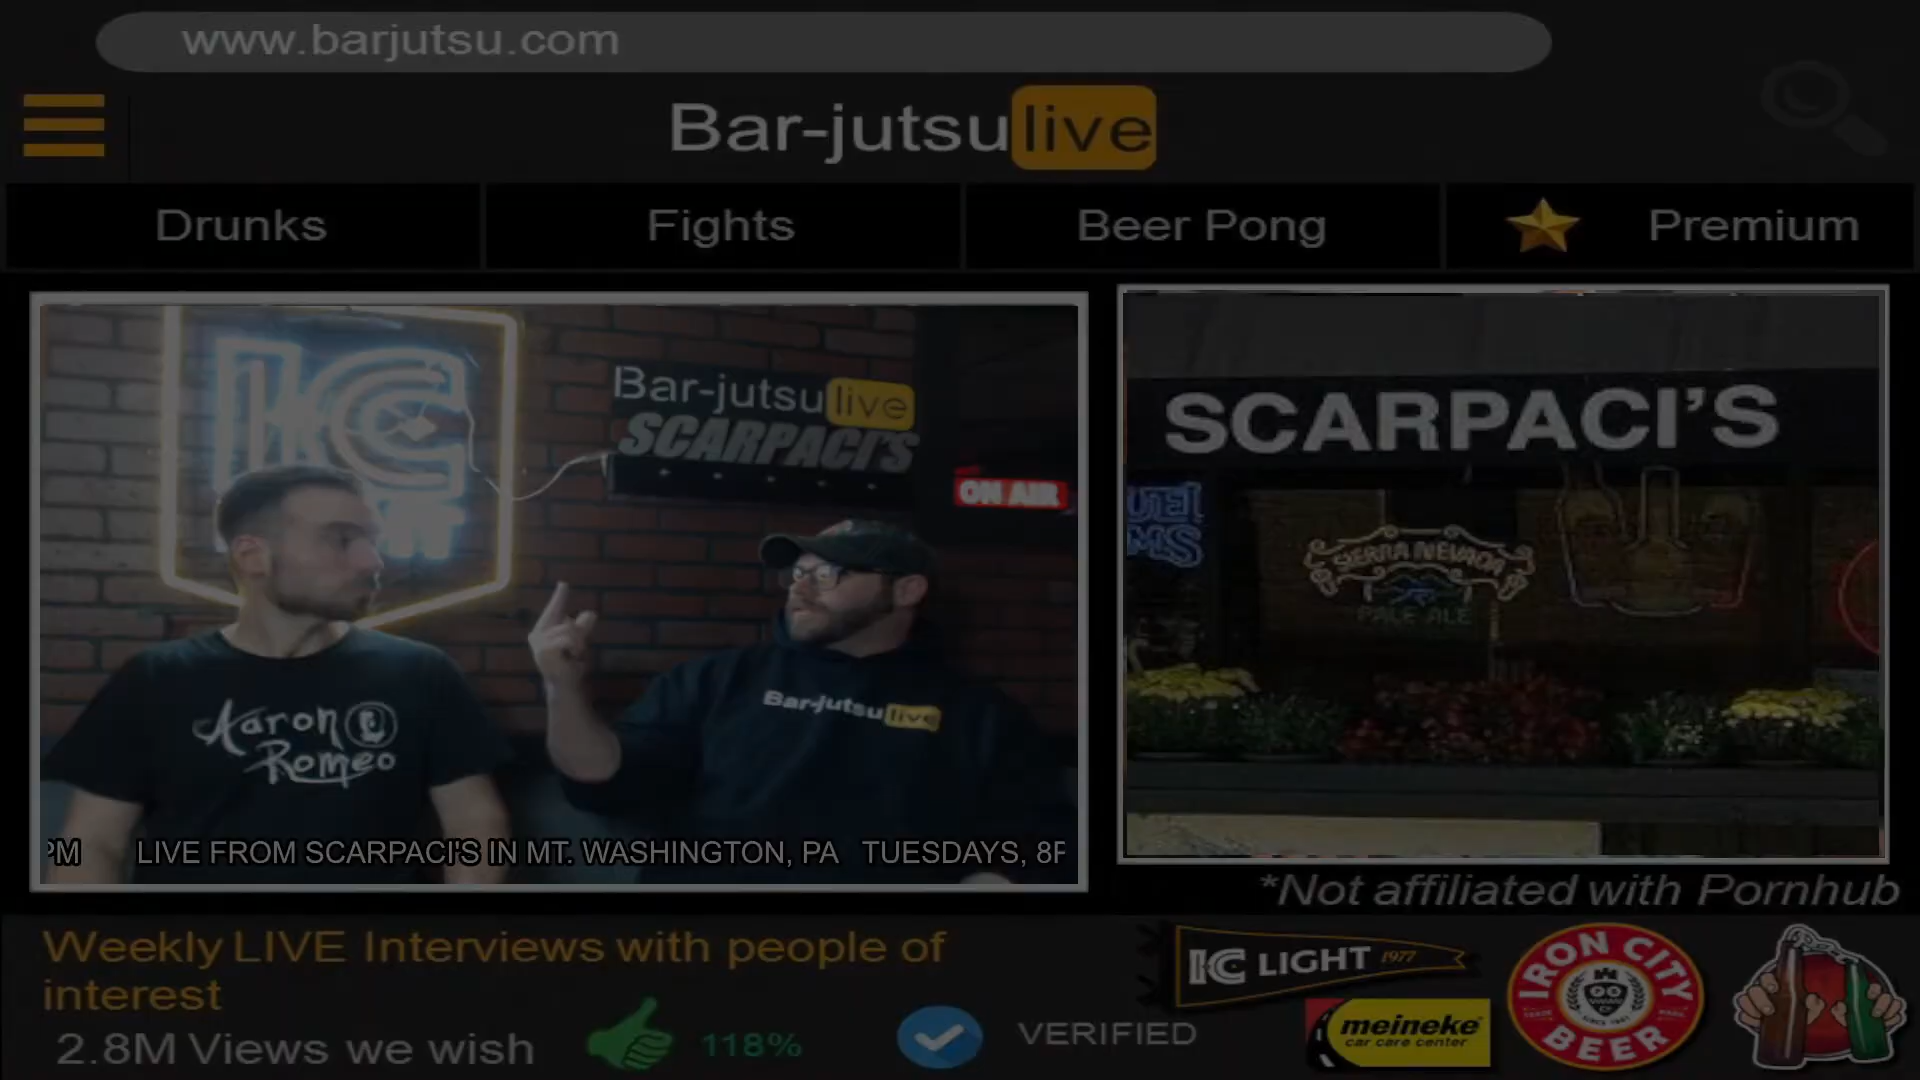 www.barjutsu.com
Bar-jutsu live
Drunks
Fights
Beer Pong
Premium
IC
Bar-jutsu live
SCARPACI'S
ON AIR
Aaron
Romeo
Bar-jutsu live
PM LIVE FROM SCARPACI'S IN MT. WASHINGTON, PA TUESDAYS, 8P
SCARPACI'S
SIERRA NEVADA
PALE ALE
*Not affiliated with Pornhub
Weekly LIVE Interviews with people of
interest
2.8M Views we wish
118%
VERIFIED
IC LIGHT 1977
meineke
car care center
IRON CITY
BEER